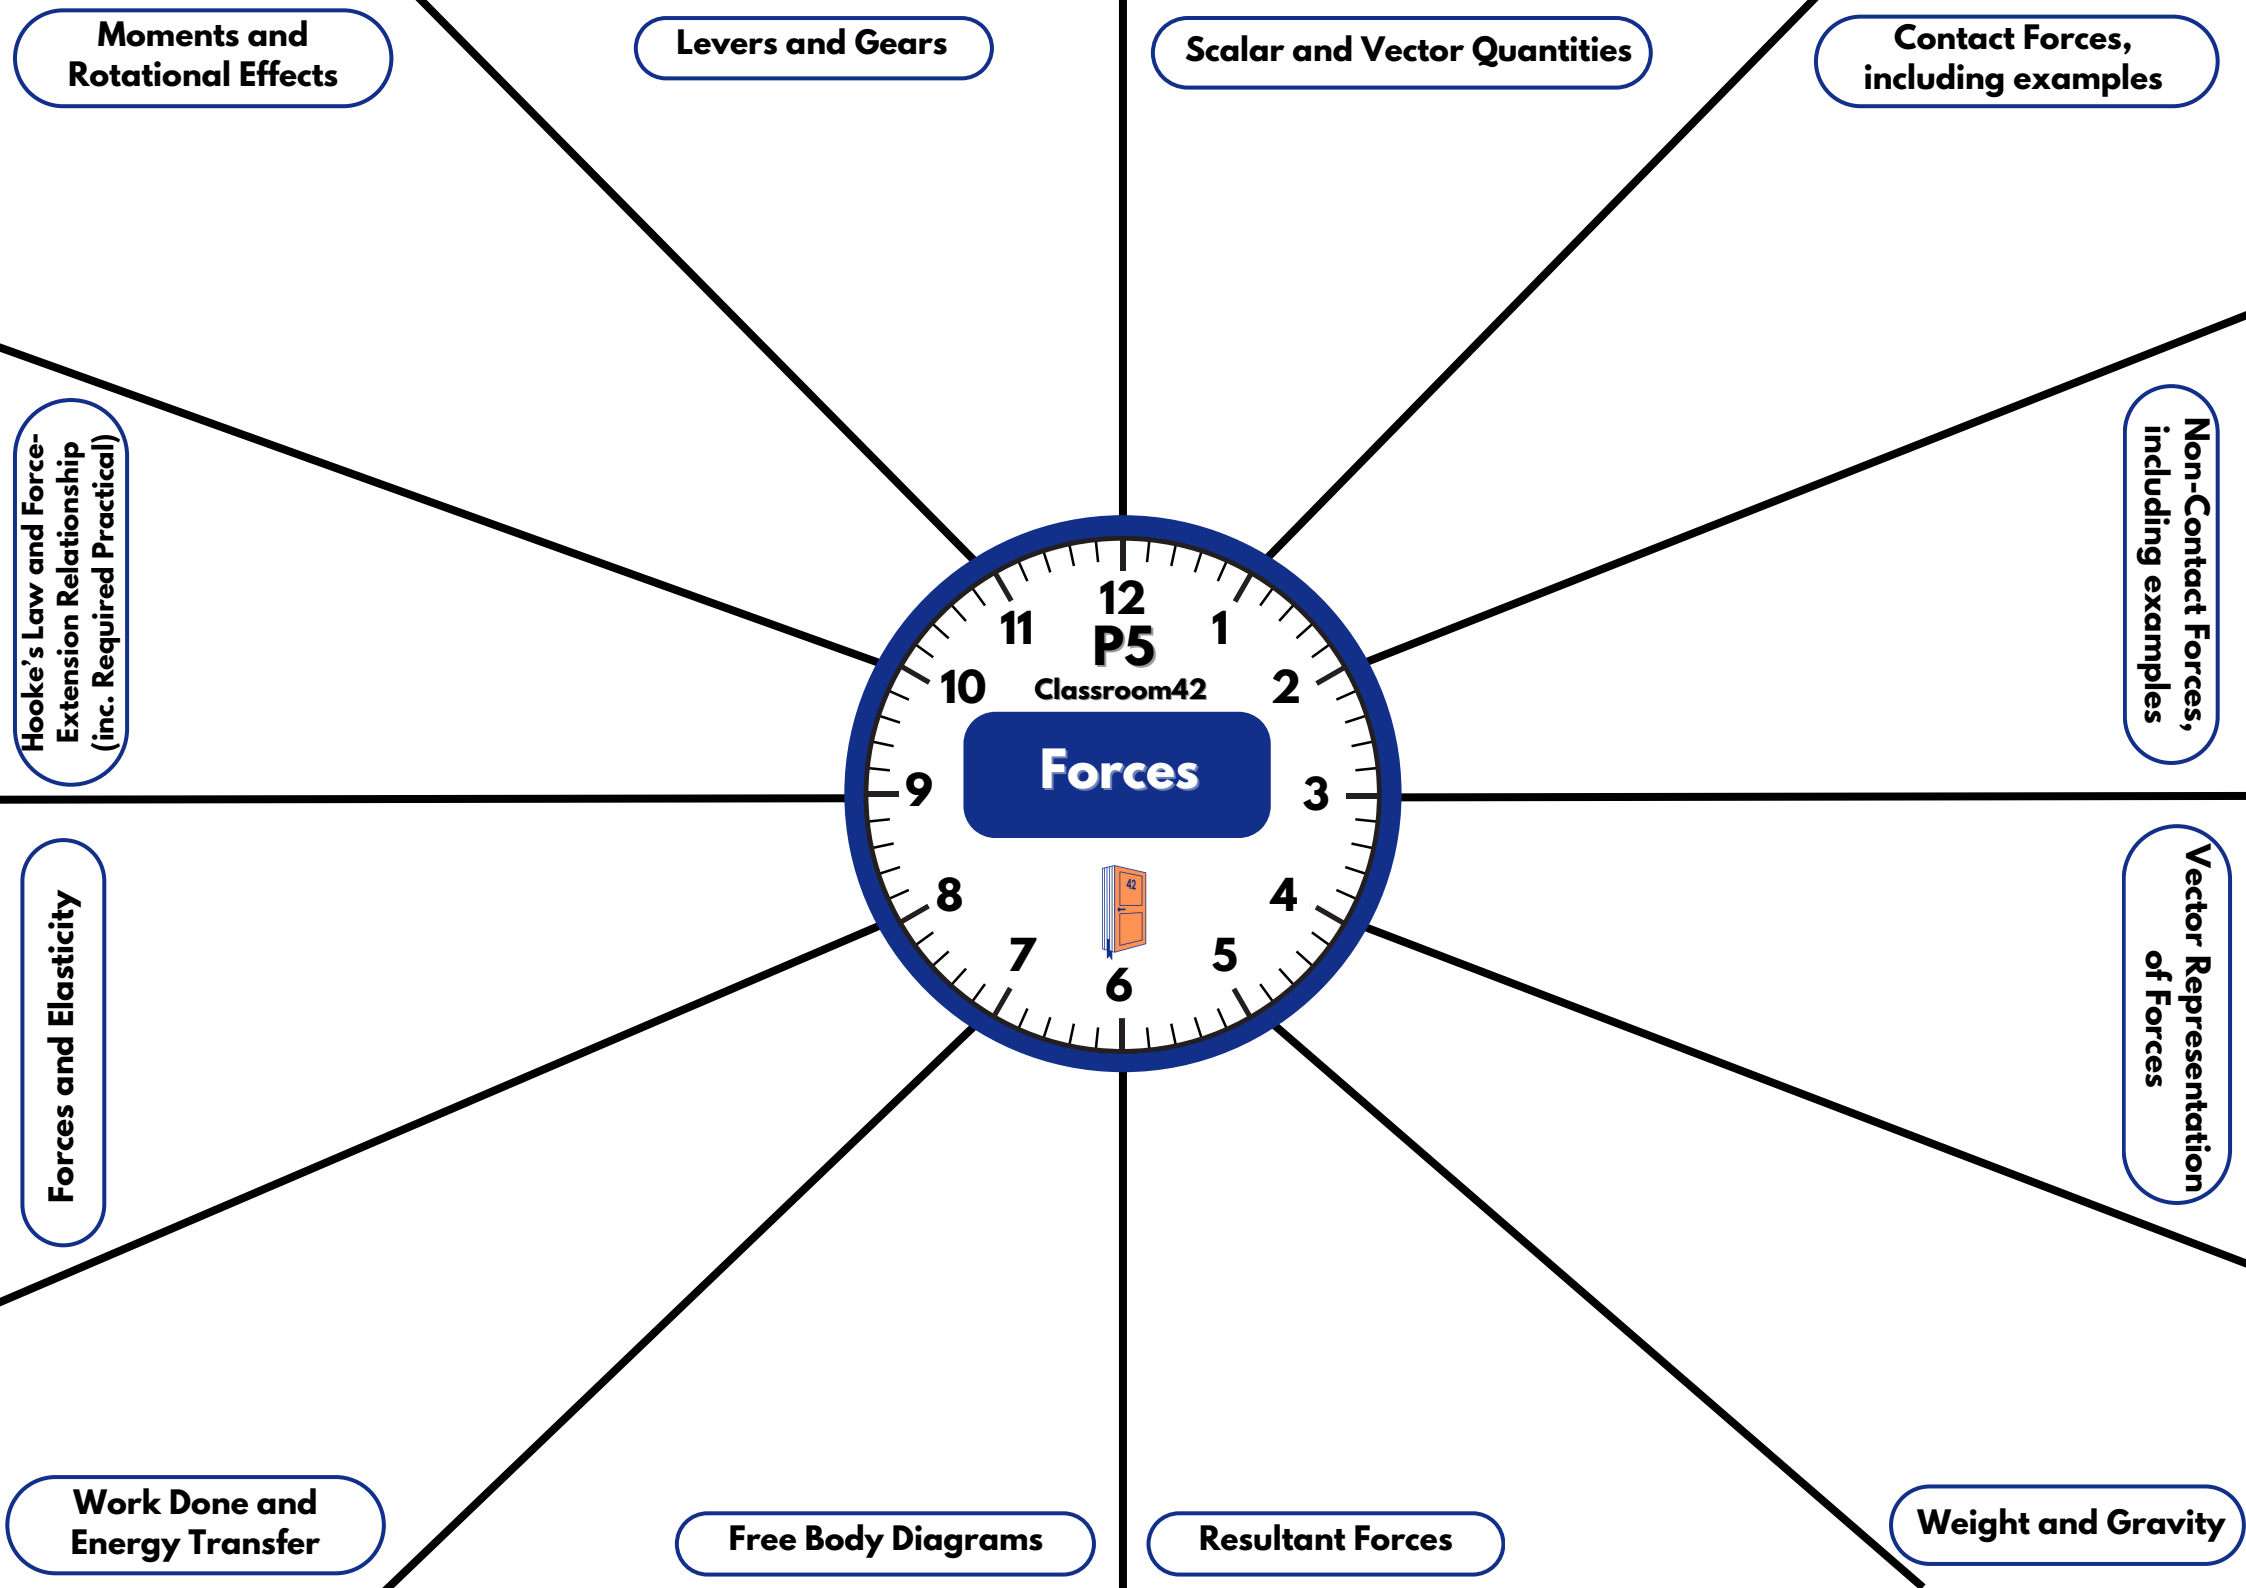 Moments and
Rotational Effects
Levers and Gears
Scalar and Vector Quantities
Contact Forces,
including examples
Hooke's Law and Force-
Extension Relationship
(inc. Required Practical)
Non-Contact Forces,
including examples
12
11
1
P5
10
Classroom42
2
Forces
9
3
42
8
4
7
5
6
Forces and Elasticity
Vector Representation
of Forces
Work Done and
Energy Transfer
Free Body Diagrams
Resultant Forces
Weight and Gravity